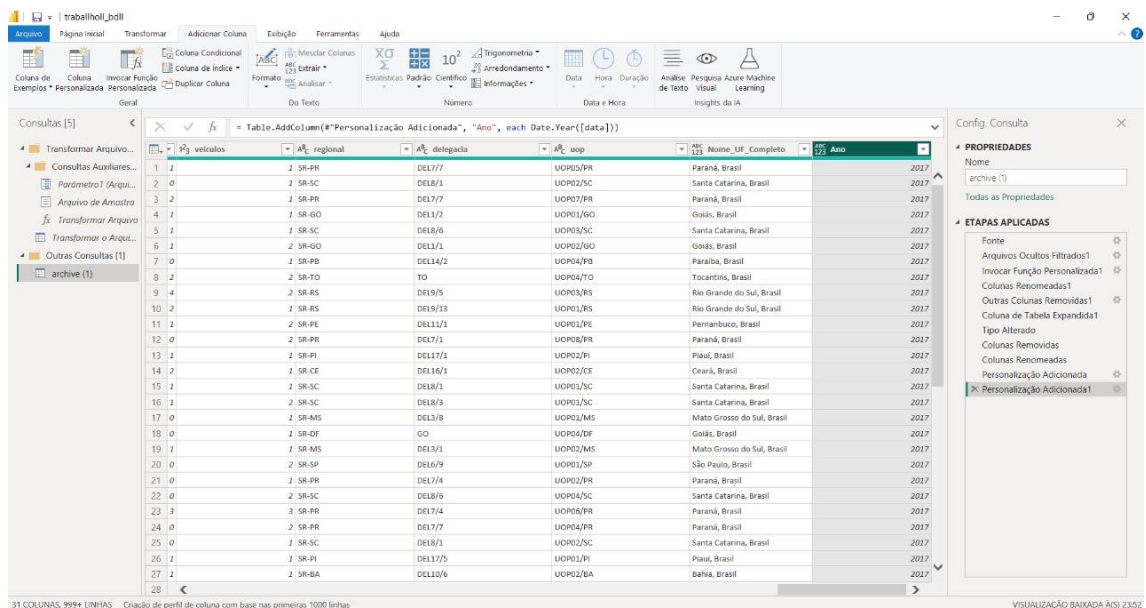 traballholl_bdll
Arquivo Página Inicial Transformar Adicionar Coluna Exibição Ferramentas Ajuda
Coluna de Exemplos Coluna Personalizada Invocar Função Personalizada
Coluna Condicional
Coluna de Índice
Duplicar Coluna
Geral
Formato
Mesclar Colunas
Extrair
Analisar
Do Texto
Estatísticas Padrão Científico
Trigonometria
Arredondamento
Informações
Número
Data Hora Duração
Data e Hora
Análise de Texto Pesquisa Visual Azure Machine Learning
Insights da IA
Consultas [5]
Transformar Arquivo...
Consultas Auxiliares...
Parâmetro1 (Arqui...
Arquivo de Amostra
fx Transformar Arquivo
Transformar o Arqui...
Outras Consultas [1]
archive (1)
fx = Table.AddColumn(#"Personalização Adicionada", "Ano", each Date.Year([data]))
veiculos regional delegacia uop Nome_UF_Completo Ano
1 1 1 SR-PR DEL7/7 UOP05/PR Paraná, Brasil 2017
2 0 1 SR-SC DEL8/1 UOP02/SC Santa Catarina, Brasil 2017
3 2 1 SR-PR DEL7/7 UOP07/PR Paraná, Brasil 2017
4 1 1 SR-GO DEL1/2 UOP01/GO Goiás, Brasil 2017
5 1 1 SR-SC DEL8/6 UOP03/SC Santa Catarina, Brasil 2017
6 1 2 SR-GO DEL1/1 UOP02/GO Goiás, Brasil 2017
7 0 1 SR-PB DEL14/2 UOP04/PB Paraíba, Brasil 2017
8 2 2 SR-TO TO UOP04/TO Tocantins, Brasil 2017
9 4 2 SR-RS DEL9/5 UOP03/RS Rio Grande do Sul, Brasil 2017
10 2 1 SR-RS DEL9/13 UOP01/RS Rio Grande do Sul, Brasil 2017
11 1 2 SR-PE DEL11/1 UOP01/PE Pernambuco, Brasil 2017
12 0 2 SR-PR DEL7/1 UOP08/PR Paraná, Brasil 2017
13 1 1 SR-PI DEL17/1 UOP02/PI Piauí, Brasil 2017
14 2 1 SR-CE DEL16/1 UOP02/CE Ceará, Brasil 2017
15 1 1 SR-SC DEL8/1 UOP01/SC Santa Catarina, Brasil 2017
16 1 2 SR-SC DEL8/3 UOP01/SC Santa Catarina, Brasil 2017
17 0 1 SR-MS DEL3/8 UOP01/MS Mato Grosso do Sul, Brasil 2017
18 0 1 SR-DF GO UOP04/DF Goiás, Brasil 2017
19 1 1 SR-MS DEL3/1 UOP02/MS Mato Grosso do Sul, Brasil 2017
20 0 2 SR-SP DEL6/9 UOP01/SP São Paulo, Brasil 2017
21 0 1 SR-PR DEL7/4 UOP02/PR Paraná, Brasil 2017
22 0 2 SR-SC DEL8/6 UOP04/SC Santa Catarina, Brasil 2017
23 3 3 SR-PR DEL7/4 UOP06/PR Paraná, Brasil 2017
24 0 2 SR-PR DEL7/7 UOP04/PR Paraná, Brasil 2017
25 0 1 SR-SC DEL8/1 UOP02/SC Santa Catarina, Brasil 2017
26 1 1 SR-PI DEL17/5 UOP01/PI Piauí, Brasil 2017
27 1 1 SR-BA DEL10/6 UOP02/BA Bahia, Brasil 2017
28
Config. Consulta
PROPRIEDADES
Nome
archive (1)
Todas as Propriedades
ETAPAS APLICADAS
Fonte
Arquivos Ocultos Filtrados1
Invocar Função Personalizada1
Colunas Renomeadas1
Outras Colunas Removidas1
Coluna de Tabela Expandida1
Tipo Alterado
Colunas Removidas
Colunas Renomeadas
Personalização Adicionada
Personalização Adicionada1
31 COLUNAS, 999+ LINHAS Criação de perfil de coluna com base nas primeiras 1000 linhas VISUALIZAÇÃO BAIXADA À(S) 23:52